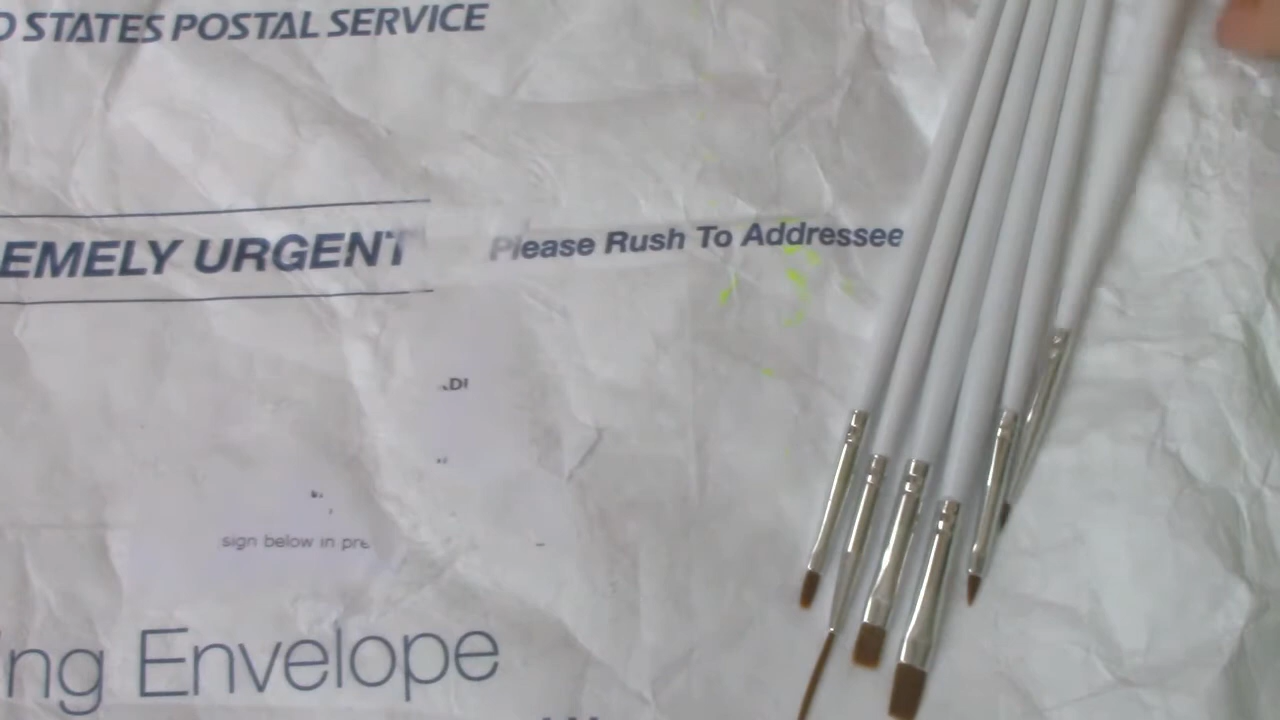 D STATES POSTAL SERVICE
EMELY URGENT
Please Rush To Addressee
sign below in pre
ng Envelope